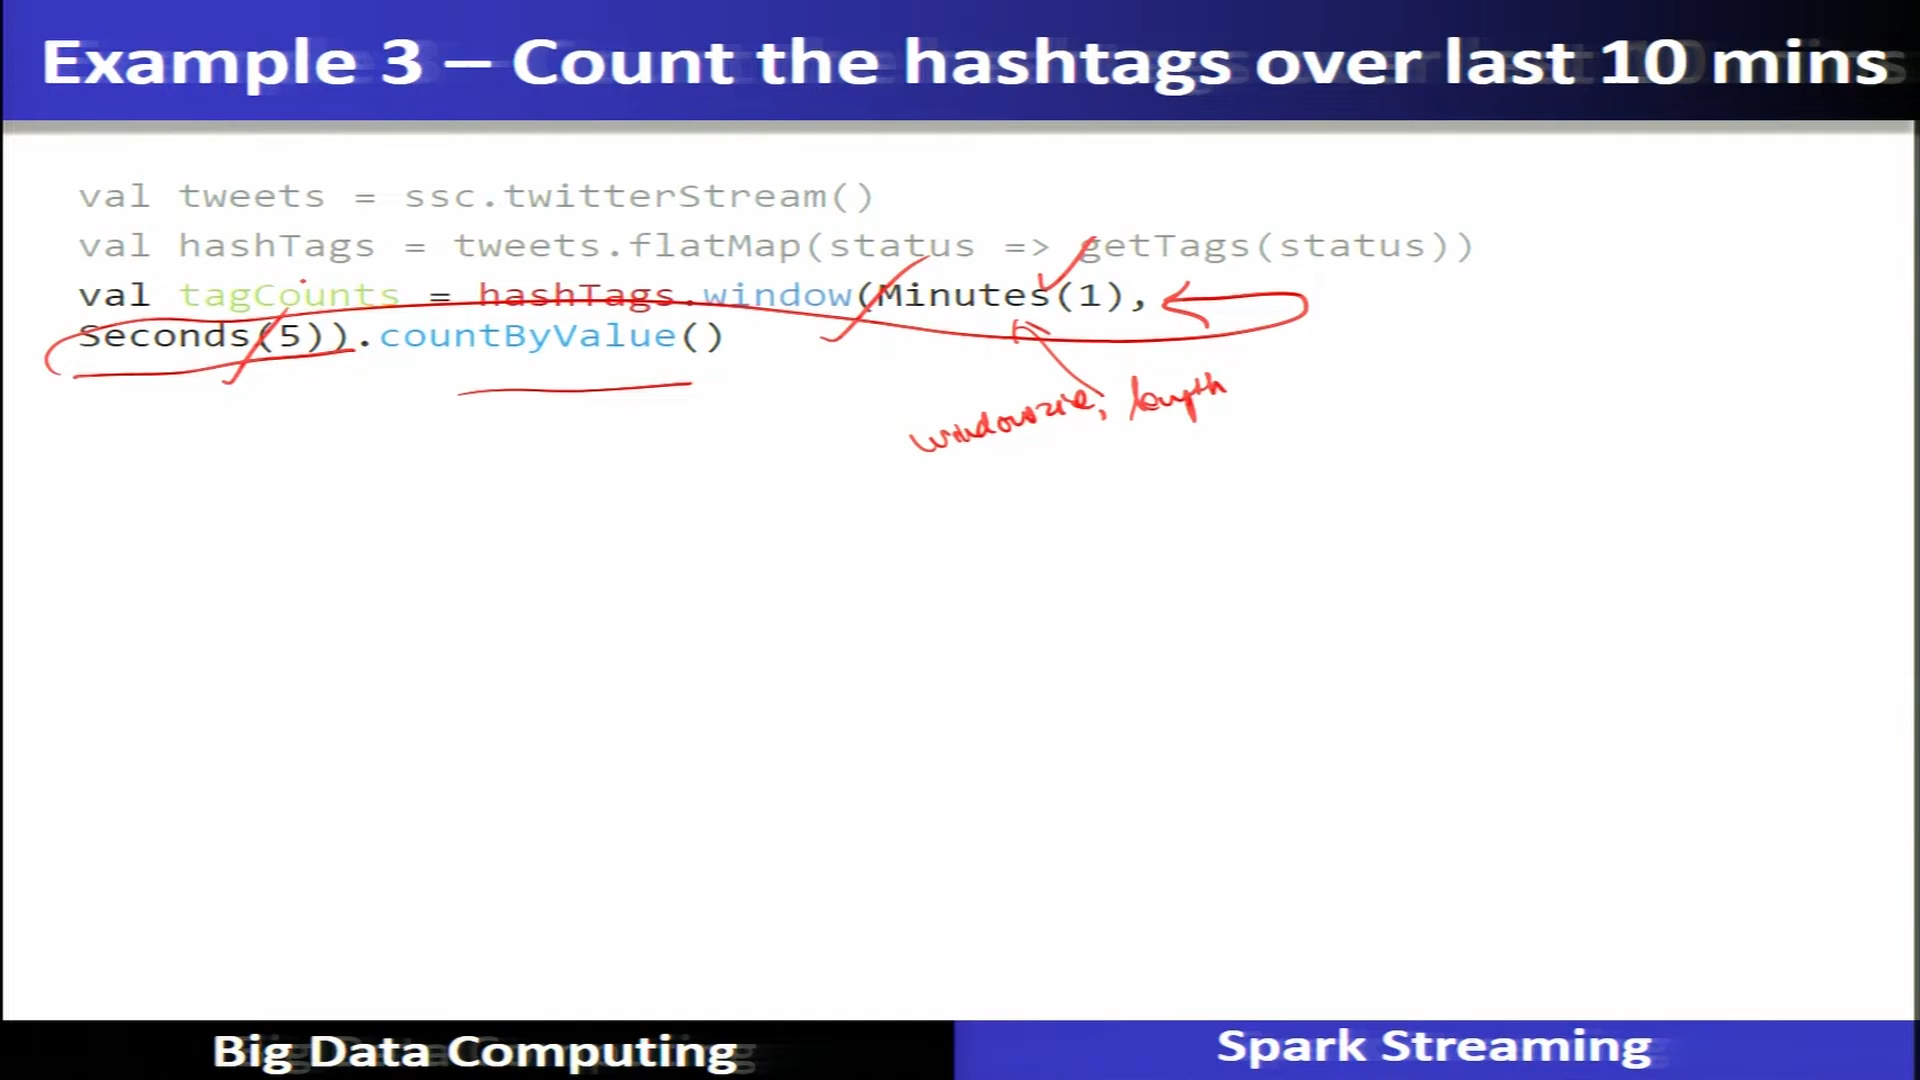 Example 3 – Count the hashtags over last 10 mins
val tweets = ssc.twitterStream()
val hashTags = tweets.flatMap(status => getTags(status))
val tagCounts = hashTags.window(Minutes(1),
Seconds(5)).countByValue()
windowsize, length
Big Data Computing
Spark Streaming